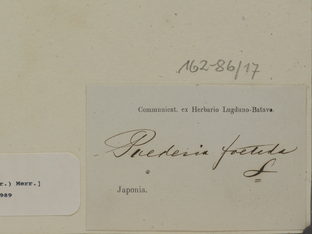 162-86/17
Communicat. ex Herbario Lugduno-Batavo.
Paederia foetida
L
Japonia.
r.) Merr.]
989